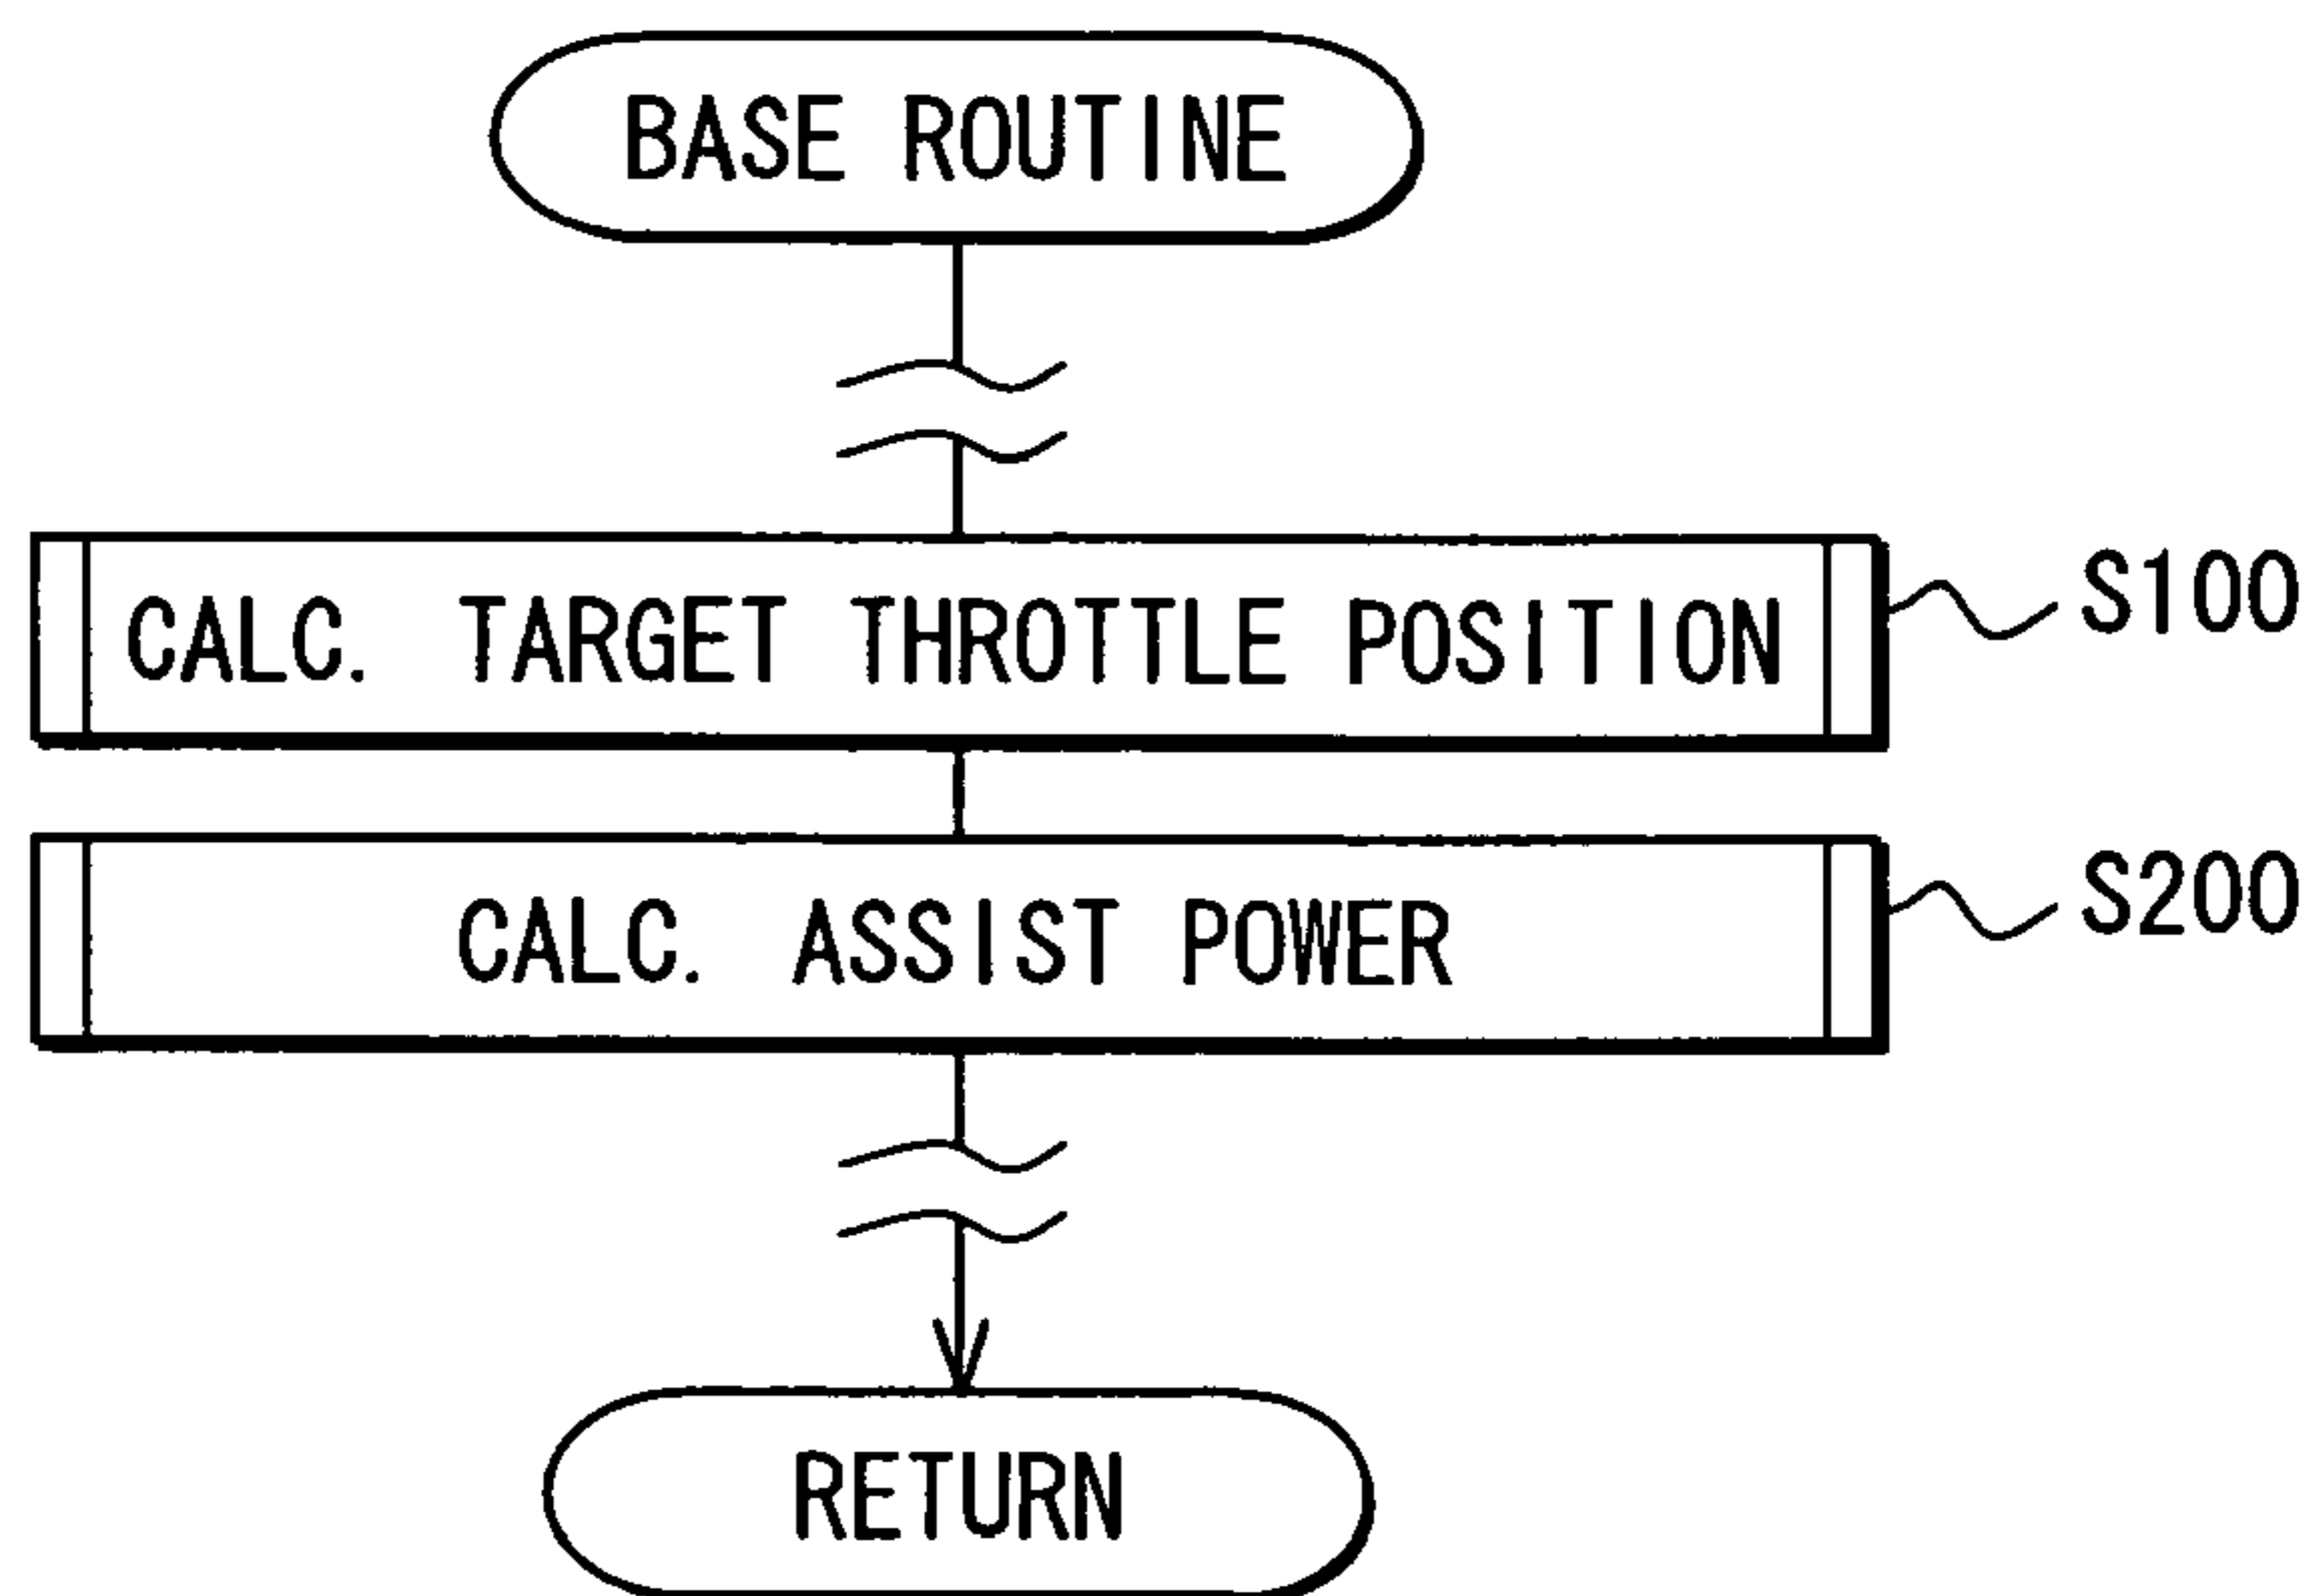 BASE ROUTINE
CALC. TARGET THROTTLE POSITION
S100
CALC. ASSIST POWER
S200
RETURN